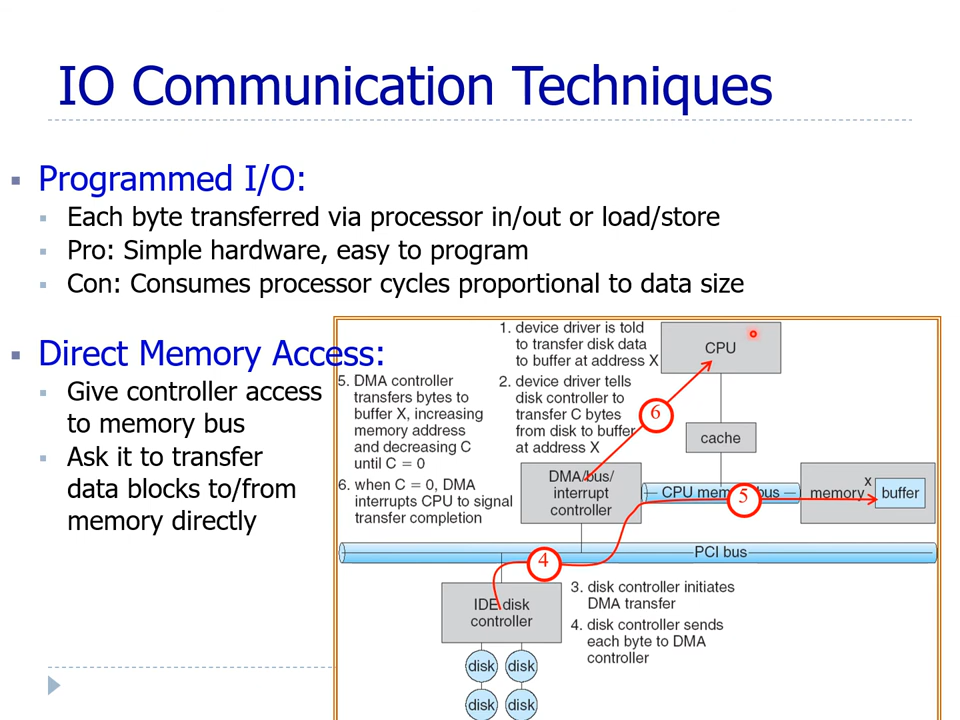 IO Communication Techniques
Programmed I/O:
Each byte transferred via processor in/out or load/store
Pro: Simple hardware, easy to program
Con: Consumes processor cycles proportional to data size
Direct Memory Access:
Give controller access
to memory bus
Ask it to transfer
data blocks to/from
memory directly
1. device driver is told
to transfer disk data
to buffer at address X
2. device driver tells
disk controller to
transfer C bytes
from disk to buffer
at address X
5. DMA controller
transfers bytes to
buffer X, increasing
memory address
and decreasing C
until C = 0
6. when C = 0, DMA
interrupts CPU to signal
transfer completion
CPU
6
cache
DMA/bus/
interrupt
controller
CPU memory bus
5
memory
x
buffer
PCI bus
4
IDE disk
controller
3. disk controller initiates
DMA transfer
4. disk controller sends
each byte to DMA
controller
disk
disk
disk
disk